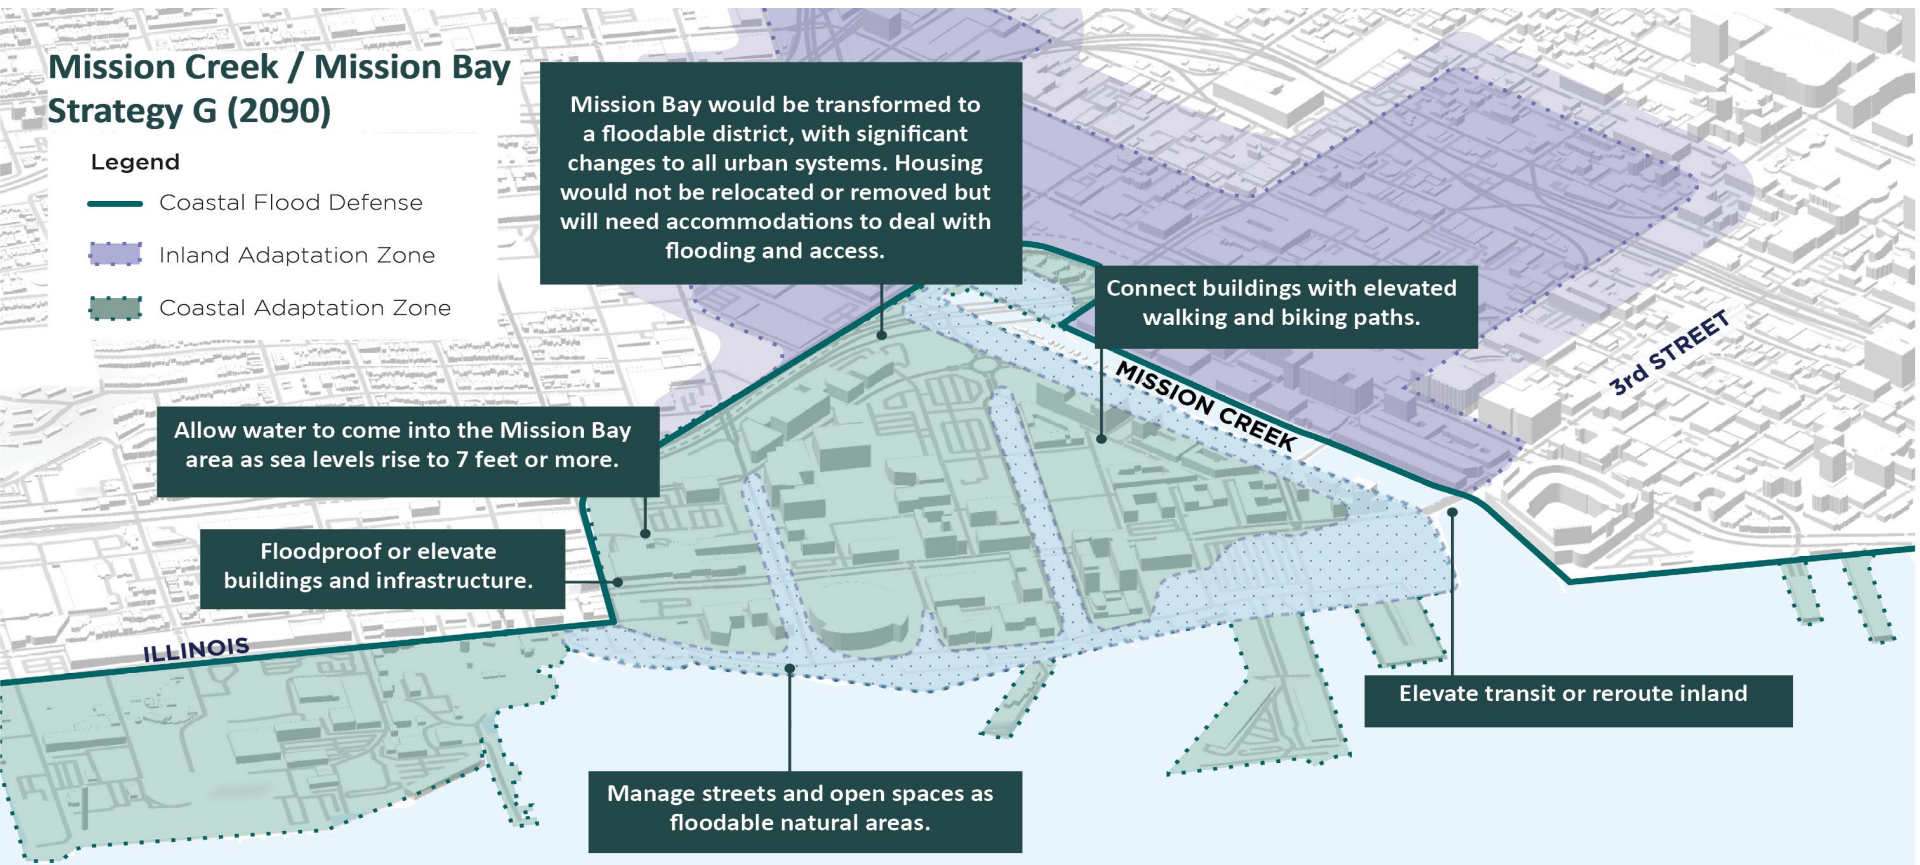 Mission Creek / Mission Bay
Strategy G (2090)
Legend
Coastal Flood Defense
Inland Adaptation Zone
Coastal Adaptation Zone
Mission Bay would be transformed to
a floodable district, with significant
changes to all urban systems. Housing
would not be relocated or removed but
will need accommodations to deal with
flooding and access.
Connect buildings with elevated
walking and biking paths.
3rd STREET
MISSION CREEK
Allow water to come into the Mission Bay
area as sea levels rise to 7 feet or more.
Floodproof or elevate
buildings and infrastructure.
ILLINOIS
Elevate transit or reroute inland
Manage streets and open spaces as
floodable natural areas.